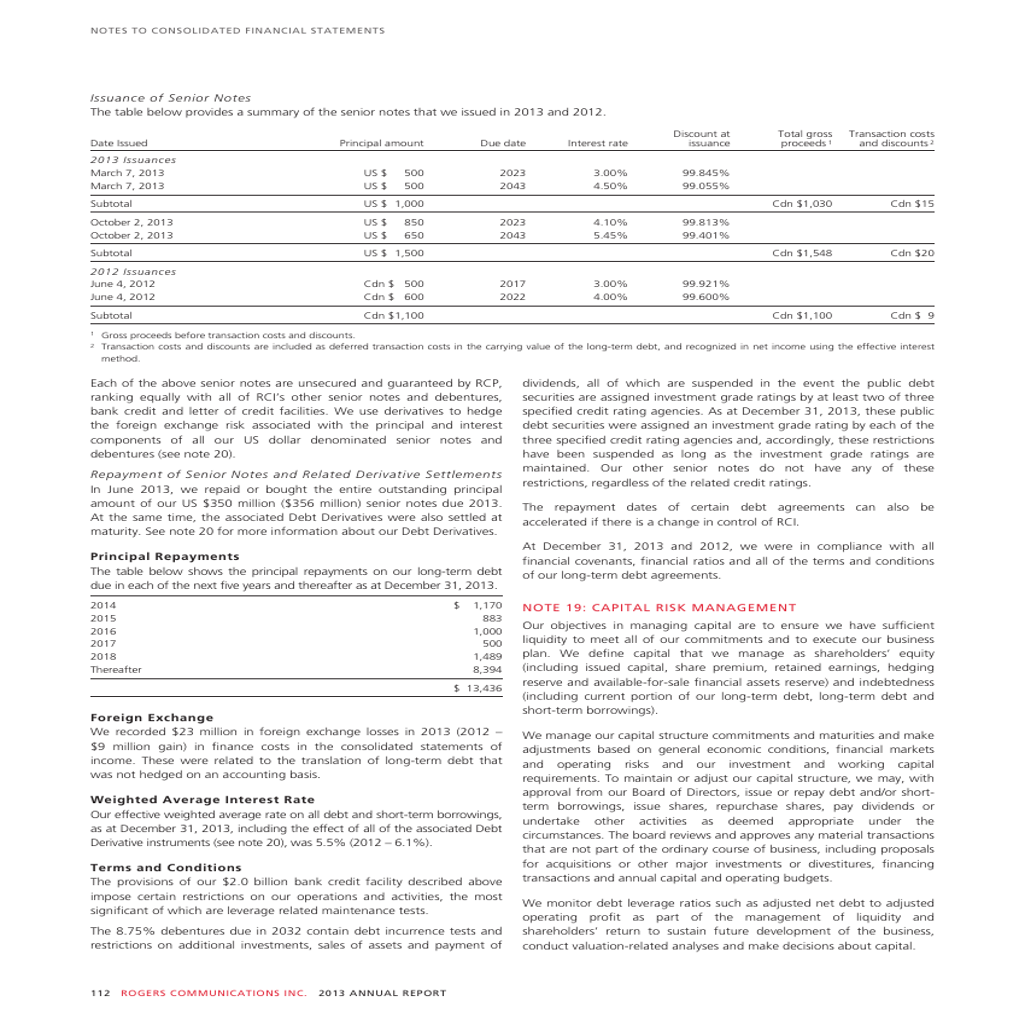 NOTES TO CONSOLIDATED FINANCIAL STATEMENTS
Issuance of Senior Notes
The table below provides a summary of the senior notes that we issued in 2013 and 2012.
Date Issued Principal amount Due date Interest rate Discount at issuance Total gross proceeds 1 Transaction costs and discounts 2
2013 Issuances
March 7, 2013 US $ 500 2023 3.00% 99.845%
March 7, 2013 US $ 500 2043 4.50% 99.055%
Subtotal US $ 1,000 Cdn $1,030 Cdn $15
October 2, 2013 US $ 850 2023 4.10% 99.813%
October 2, 2013 US $ 650 2043 5.45% 99.401%
Subtotal US $ 1,500 Cdn $1,548 Cdn $20
2012 Issuances
June 4, 2012 Cdn $ 500 2017 3.00% 99.921%
June 4, 2012 Cdn $ 600 2022 4.00% 99.600%
Subtotal Cdn $1,100 Cdn $1,100 Cdn $ 9
1 Gross proceeds before transaction costs and discounts.
2 Transaction costs and discounts are included as deferred transaction costs in the carrying value of the long-term debt, and recognized in net income using the effective interest
method.
Each of the above senior notes are unsecured and guaranteed by RCP,
ranking equally with all of RCI's other senior notes and debentures,
bank credit and letter of credit facilities. We use derivatives to hedge
the foreign exchange risk associated with the principal and interest
components of all our US dollar denominated senior notes and
debentures (see note 20).
Repayment of Senior Notes and Related Derivative Settlements
In June 2013, we repaid or bought the entire outstanding principal
amount of our US $350 million ($356 million) senior notes due 2013.
At the same time, the associated Debt Derivatives were also settled at
maturity. See note 20 for more information about our Debt Derivatives.
Principal Repayments
The table below shows the principal repayments on our long-term debt
due in each of the next five years and thereafter as at December 31, 2013.
2014 $ 1,170
2015 883
2016 1,000
2017 500
2018 1,489
Thereafter 8,394
$ 13,436
Foreign Exchange
We recorded $23 million in foreign exchange losses in 2013 (2012 –
$9 million gain) in finance costs in the consolidated statements of
income. These were related to the translation of long-term debt that
was not hedged on an accounting basis.
Weighted Average Interest Rate
Our effective weighted average rate on all debt and short-term borrowings,
as at December 31, 2013, including the effect of all of the associated Debt
Derivative instruments (see note 20), was 5.5% (2012 – 6.1%).
Terms and Conditions
The provisions of our $2.0 billion bank credit facility described above
impose certain restrictions on our operations and activities, the most
significant of which are leverage related maintenance tests.
The 8.75% debentures due in 2032 contain debt incurrence tests and
restrictions on additional investments, sales of assets and payment of
dividends, all of which are suspended in the event the public debt
securities are assigned investment grade ratings by at least two of three
specified credit rating agencies. As at December 31, 2013, these public
debt securities were assigned an investment grade rating by each of the
three specified credit rating agencies and, accordingly, these restrictions
have been suspended as long as the investment grade ratings are
maintained. Our other senior notes do not have any of these
restrictions, regardless of the related credit ratings.
The repayment dates of certain debt agreements can also be
accelerated if there is a change in control of RCI.
At December 31, 2013 and 2012, we were in compliance with all
financial covenants, financial ratios and all of the terms and conditions
of our long-term debt agreements.
NOTE 19: CAPITAL RISK MANAGEMENT
Our objectives in managing capital are to ensure we have sufficient
liquidity to meet all of our commitments and to execute our business
plan. We define capital that we manage as shareholders' equity
(including issued capital, share premium, retained earnings, hedging
reserve and available-for-sale financial assets reserve) and indebtedness
(including current portion of our long-term debt, long-term debt and
short-term borrowings).
We manage our capital structure commitments and maturities and make
adjustments based on general economic conditions, financial markets
and operating risks and our investment and working capital
requirements. To maintain or adjust our capital structure, we may, with
approval from our Board of Directors, issue or repay debt and/or short-
term borrowings, issue shares, repurchase shares, pay dividends or
undertake other activities as deemed appropriate under the
circumstances. The board reviews and approves any material transactions
that are not part of the ordinary course of business, including proposals
for acquisitions or other major investments or divestitures, financing
transactions and annual capital and operating budgets.
We monitor debt leverage ratios such as adjusted net debt to adjusted
operating profit as part of the management of liquidity and
shareholders' return to sustain future development of the business,
conduct valuation-related analyses and make decisions about capital.
112 ROGERS COMMUNICATIONS INC. 2013 ANNUAL REPORT